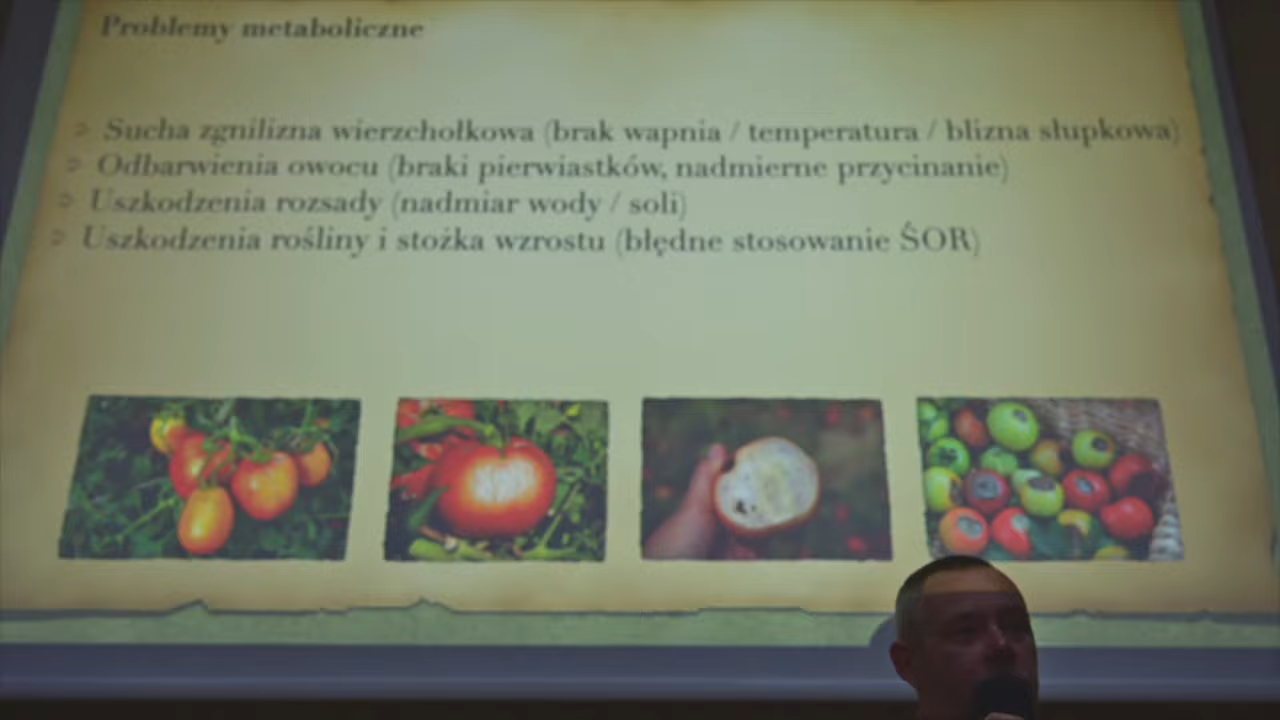 Problemy metaboliczne
Sucha zgnilizna wierzchołkowa (brak wapnia / temperatura / blizna słupkowa)
Odbarwienia owocu (braki pierwiastków, nadmierne przycinanie)
Uszkodzenia rozsady (nadmiar wody / soli)
Uszkodzenia rośliny i stożka wzrostu (błędne stosowanie ŚOR)